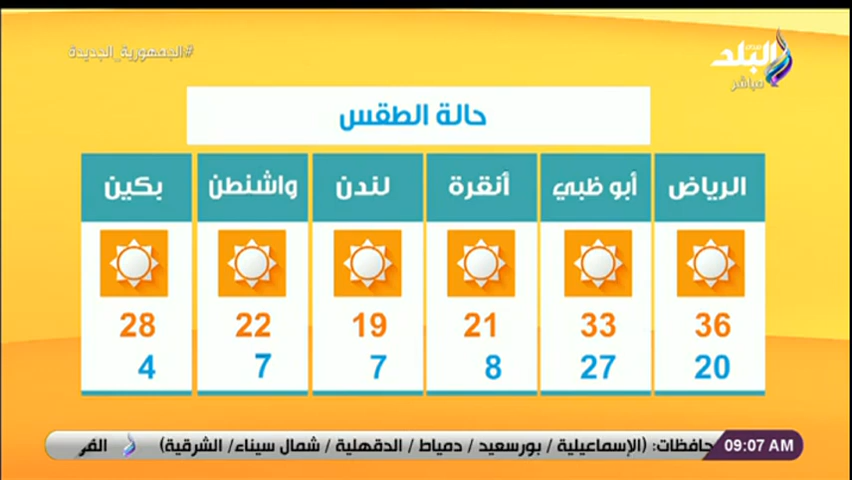 #الجمهورية_الجديدة
صدى البلد
مباشر
حالة الطقس
الرياض أبو ظبي أنقرة لندن واشنطن بكين
36 33 21 19 22 28
20 27 8 7 7 4
09:07 AM حافظات: (الإسماعيلية / بورسعيد / دمياط / الدقهلية / شمال سيناء/ الشرقية) الفر